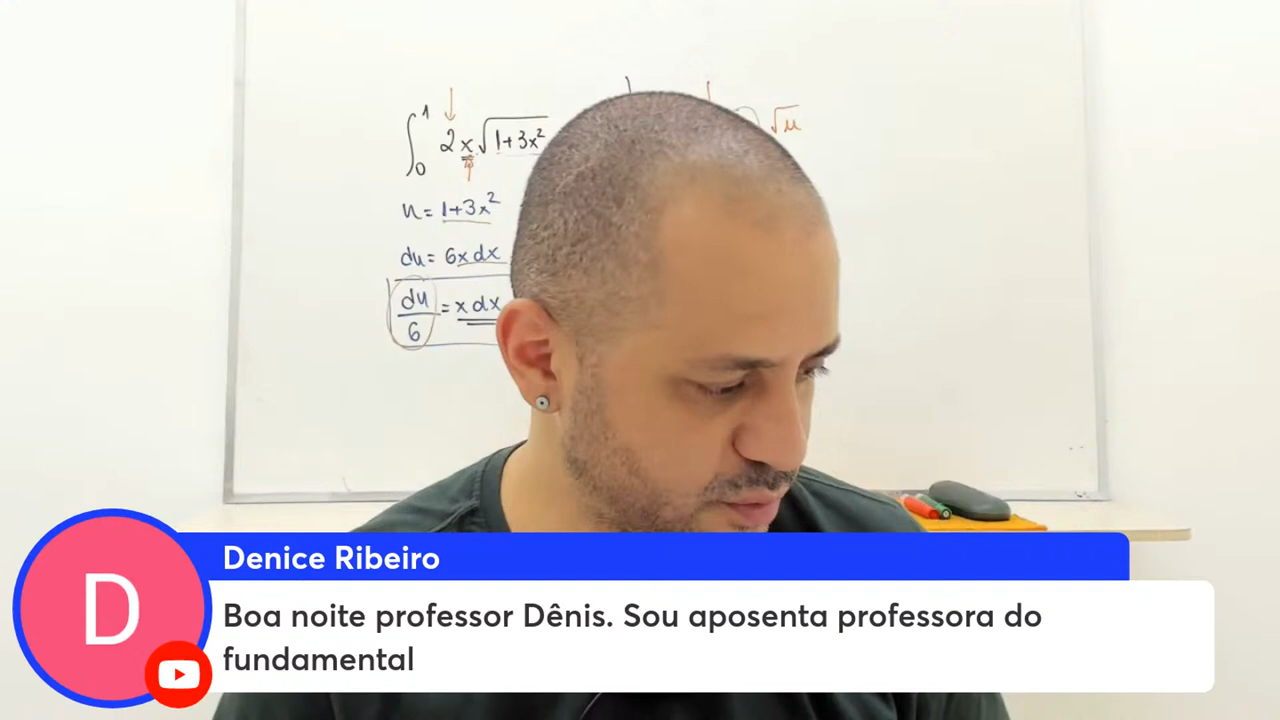 ∫₀¹ 2x√1+3x²
√u
u = 1+3x²
du = 6x dx
du/6 = x dx
D
Denice Ribeiro
Boa noite professor Dênis. Sou aposenta professora do
fundamental